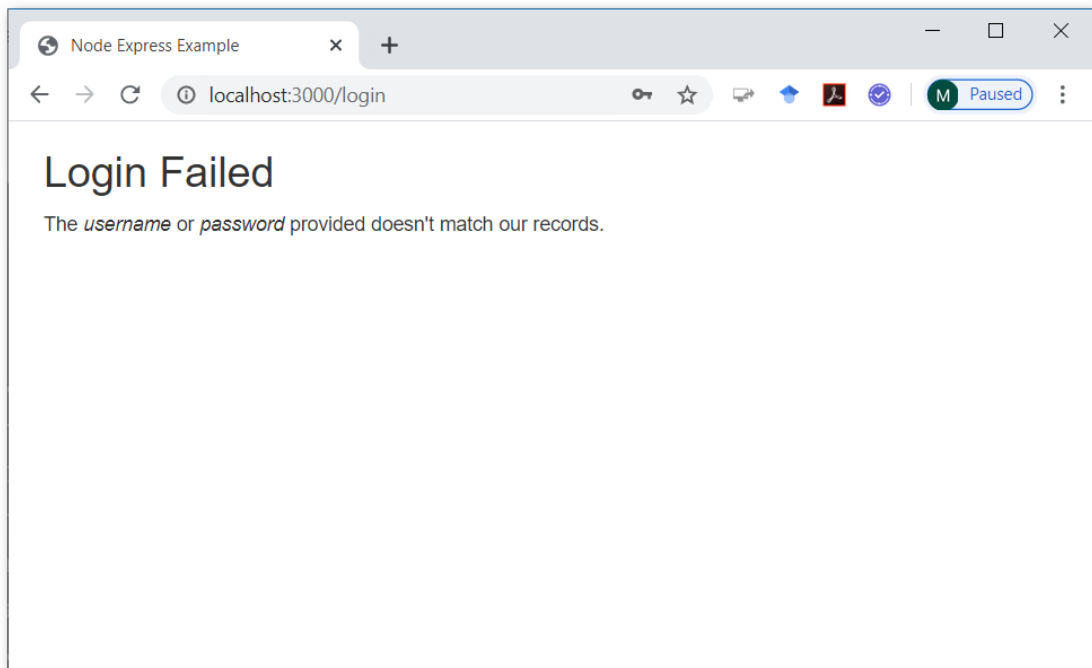 Node Express Example
localhost:3000/login
M Paused
Login Failed
The username or password provided doesn't match our records.